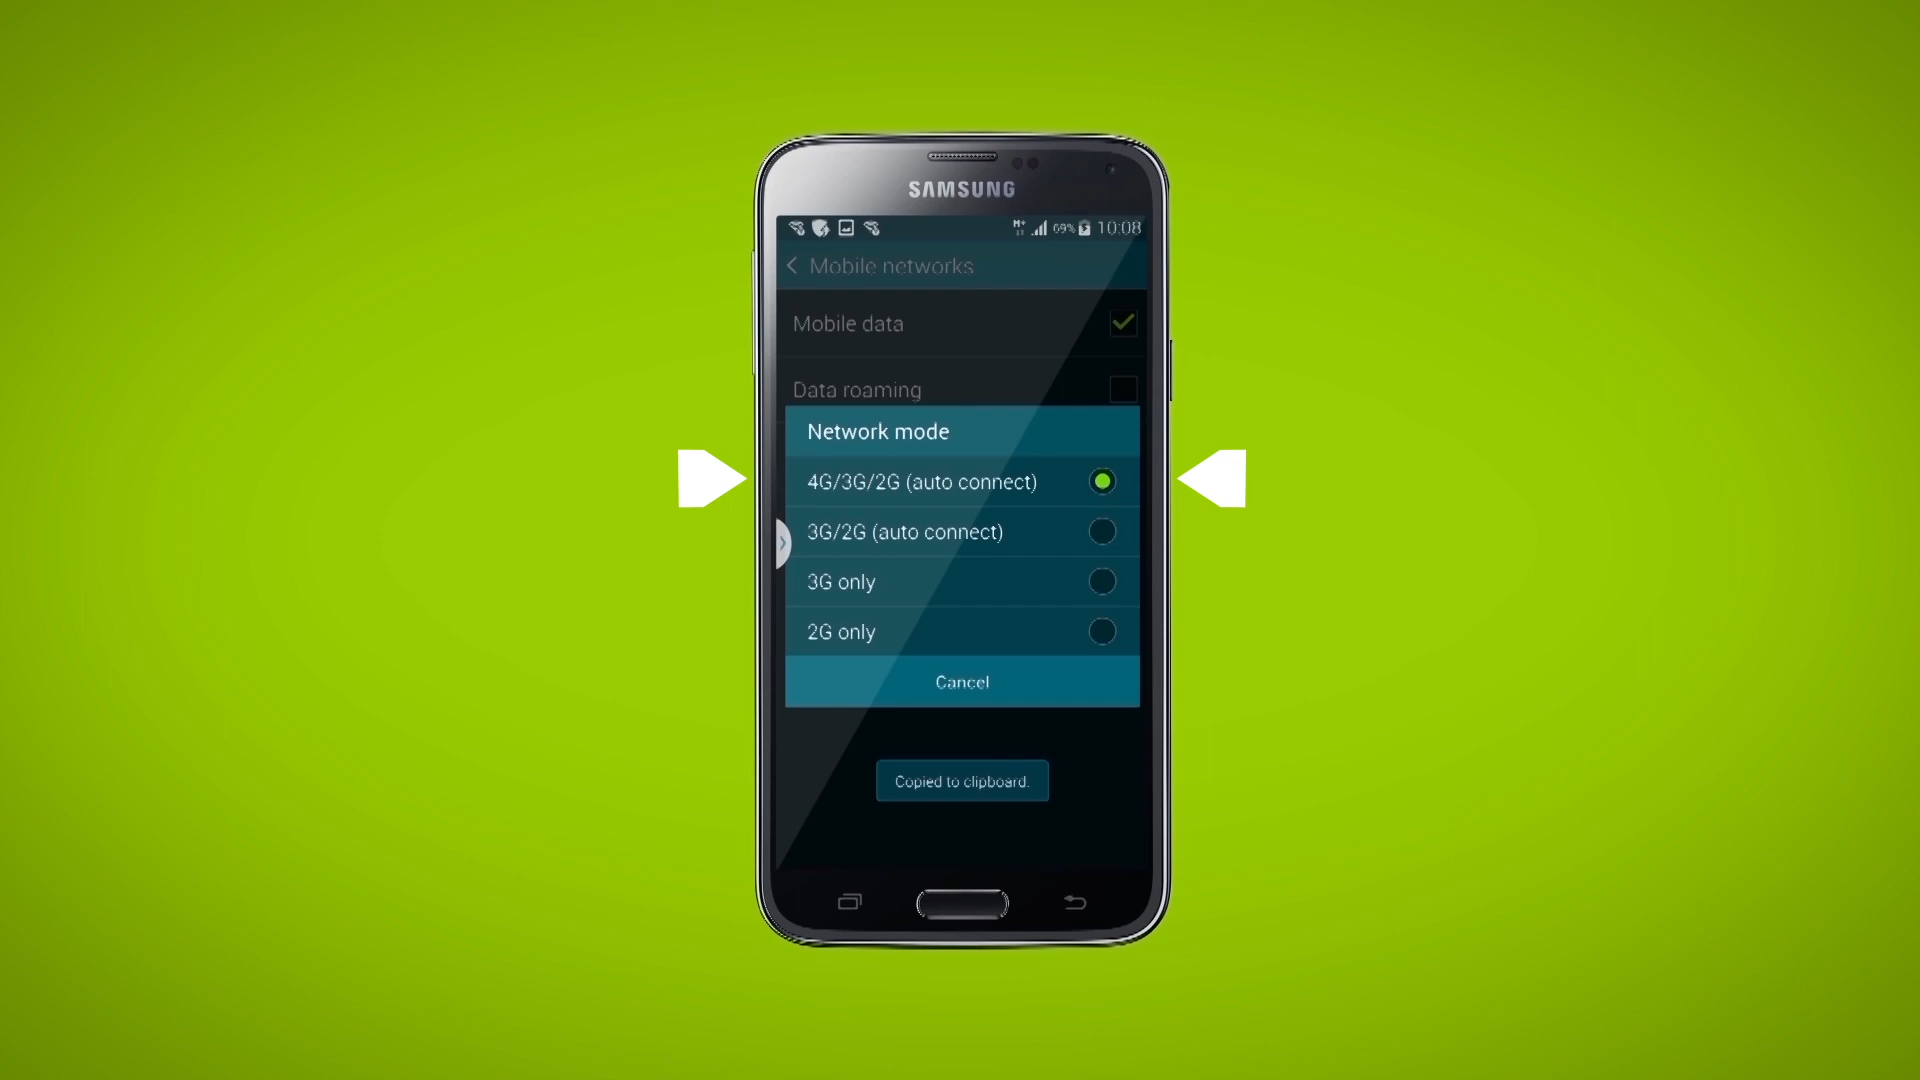 SAMSUNG
69% 10:08
Mobile networks
Mobile data
Data roaming
Network mode
4G/3G/2G (auto connect)
3G/2G (auto connect)
3G only
2G only
Cancel
Copied to clipboard.